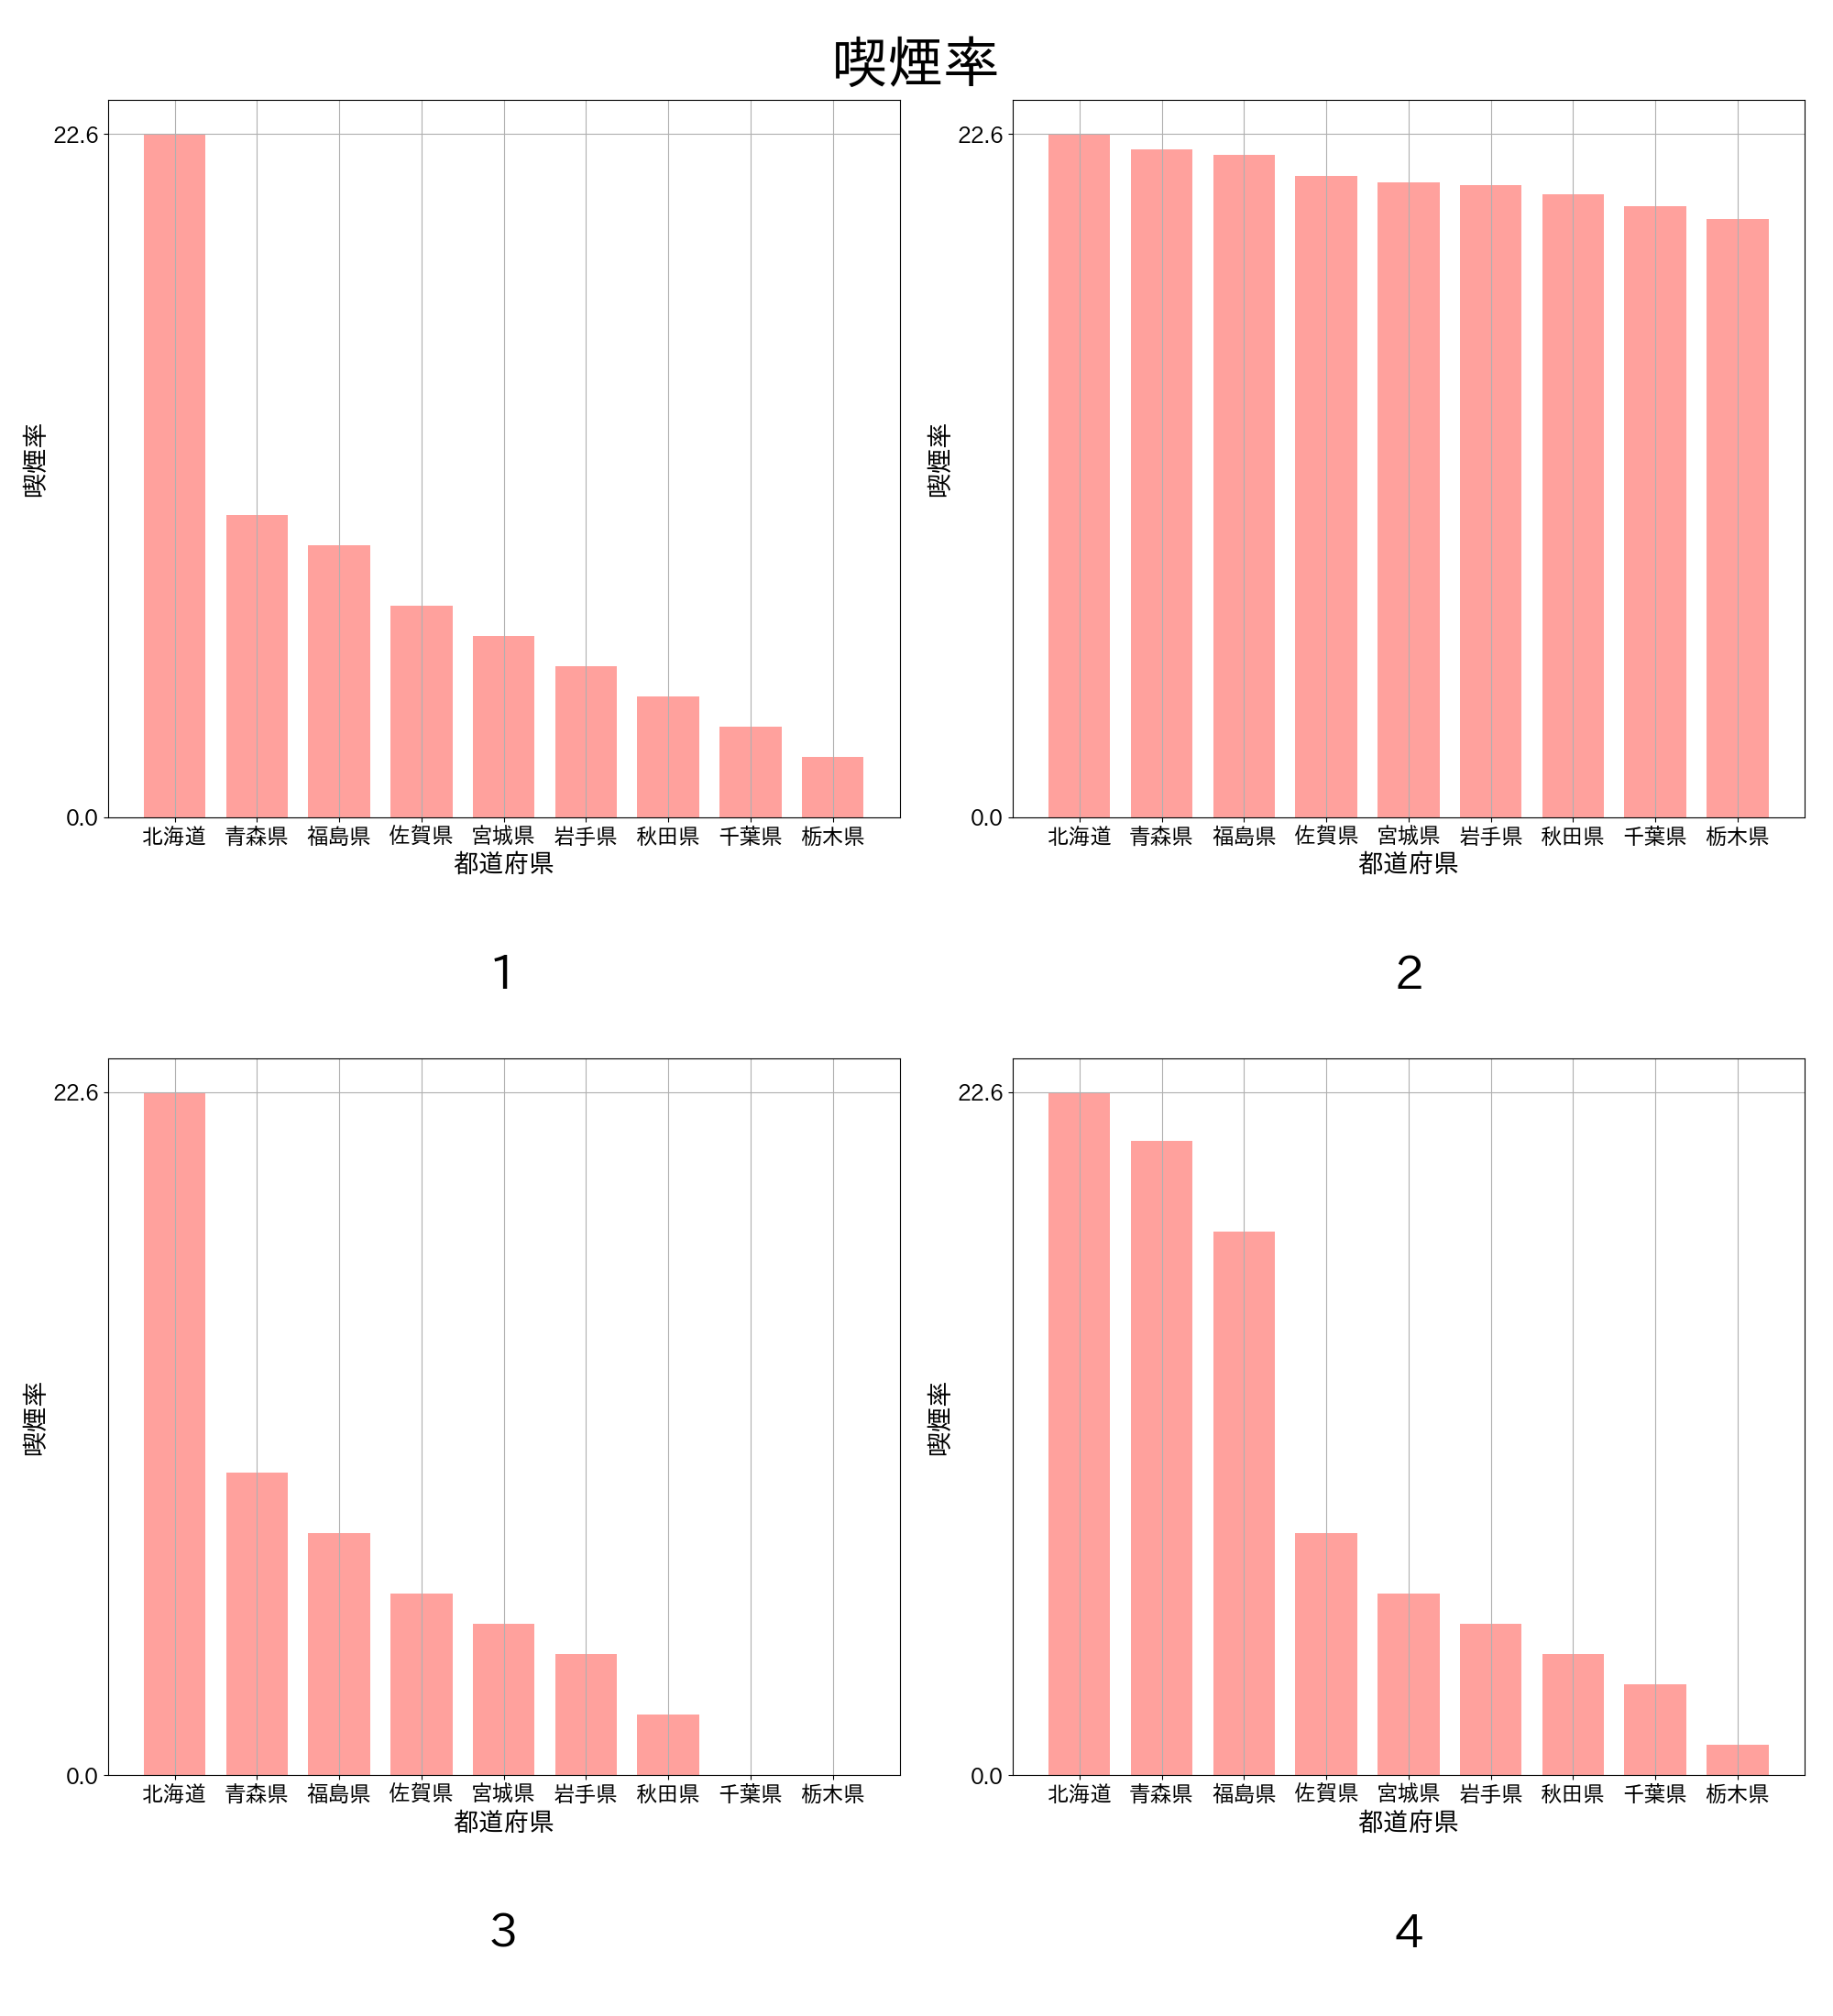 喫煙率
22.6
喫煙率
0.0
北海道 青森県 福島県 佐賀県 宮城県 岩手県 秋田県 千葉県 栃木県
都道府県
1
22.6
喫煙率
0.0
北海道 青森県 福島県 佐賀県 宮城県 岩手県 秋田県 千葉県 栃木県
都道府県
2
22.6
喫煙率
0.0
北海道 青森県 福島県 佐賀県 宮城県 岩手県 秋田県 千葉県 栃木県
都道府県
3
22.6
喫煙率
0.0
北海道 青森県 福島県 佐賀県 宮城県 岩手県 秋田県 千葉県 栃木県
都道府県
4